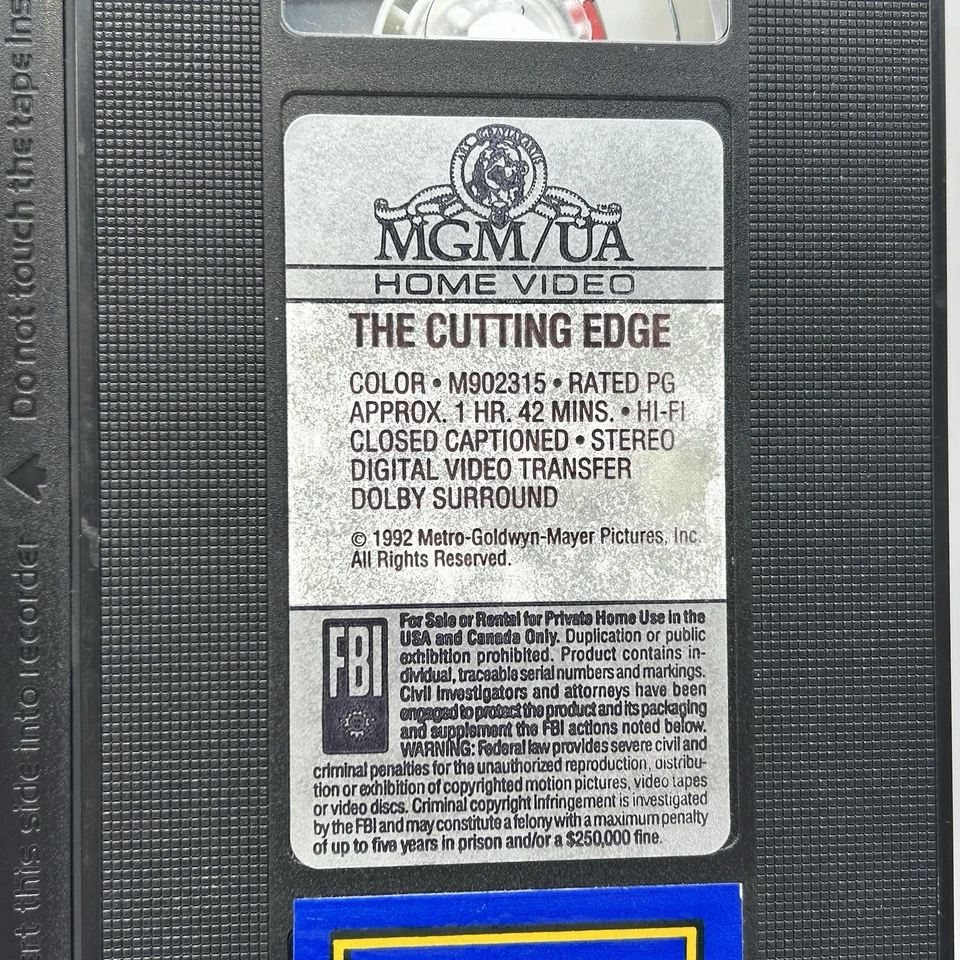 ARS GRATIA ARTIS
MGM/UA
HOME VIDEO
THE CUTTING EDGE
COLOR • M902315 • RATED PG
APPROX. 1 HR. 42 MINS. • HI-FI
CLOSED CAPTIONED • STEREO
DIGITAL VIDEO TRANSFER
DOLBY SURROUND
© 1992 Metro-Goldwyn-Mayer Pictures, Inc.
All Rights Reserved.
FBI
For Sale or Rental for Private Home Use in the
USA and Canada Only. Duplication or public
exhibition prohibited. Product contains in-
dividual, traceable serial numbers and markings.
Civil investigators and attorneys have been
engaged to protect the product and its packaging
and supplement the FBI actions noted below.
WARNING: Federal law provides severe civil and
criminal penalties for the unauthorized reproduction, distribu-
tion or exhibition of copyrighted motion pictures, video tapes
or video discs. Criminal copyright infringement is investigated
by the FBI and may constitute a felony with a maximum penalty
of up to five years in prison and/or a $250,000 fine.
this side into recorder
Do not touch the tape